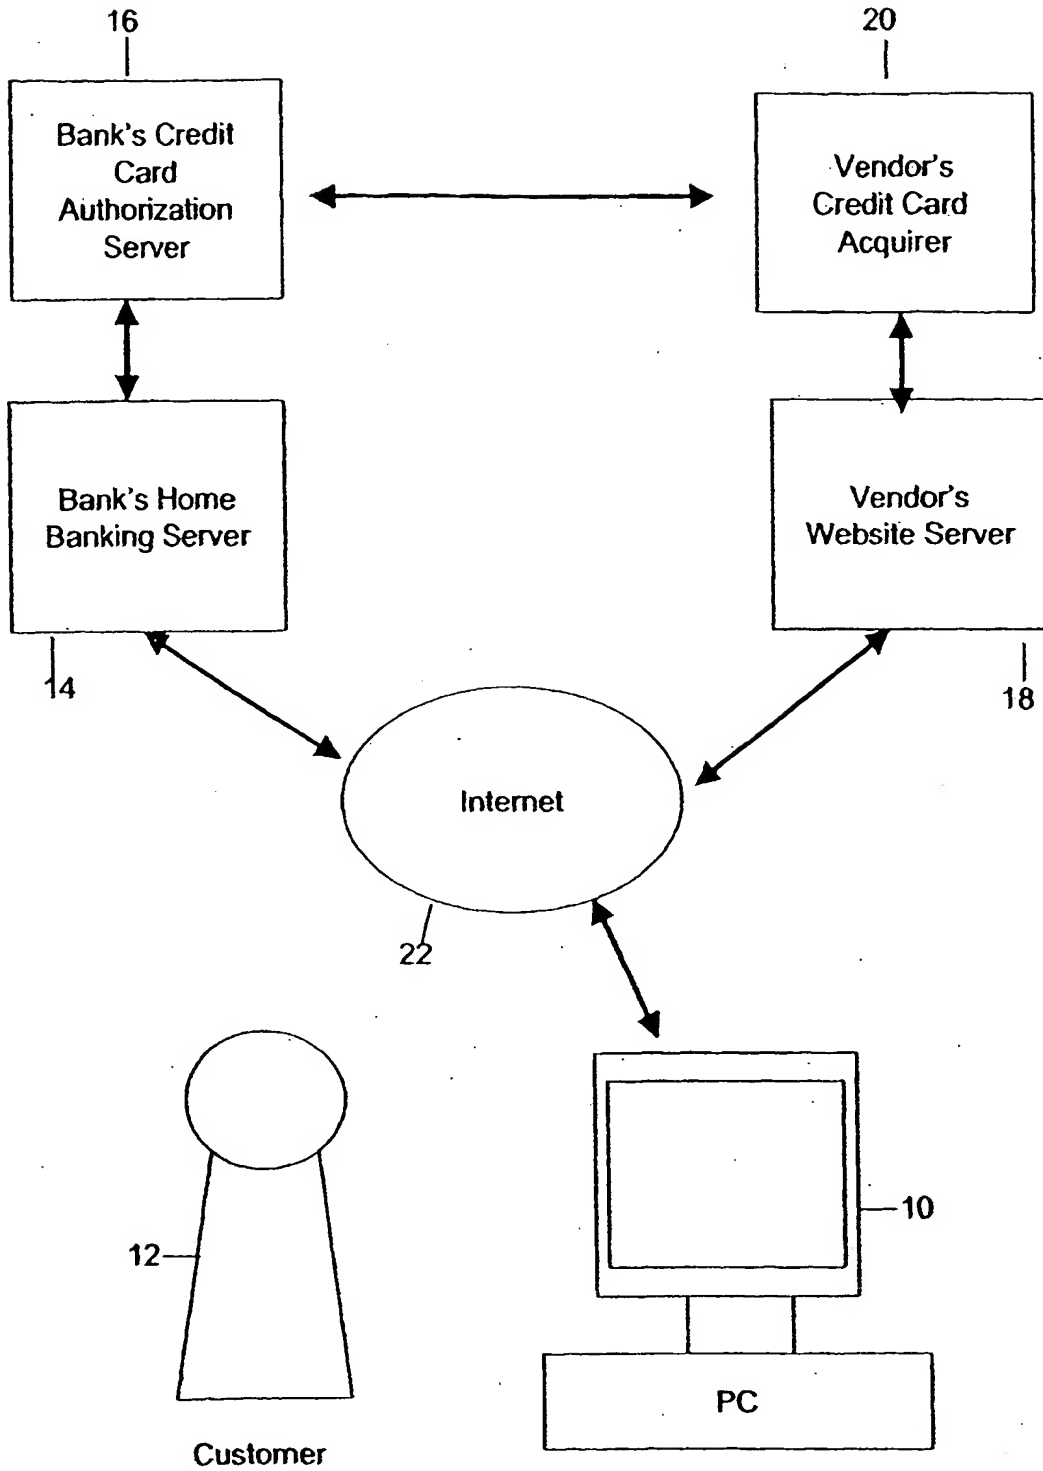 16
20
Bank's Credit
Card
Authorization
Server
Vendor's
Credit Card
Acquirer
Bank's Home
Banking Server
Vendor's
Website Server
14
18
Internet
22
12
10
PC
Customer